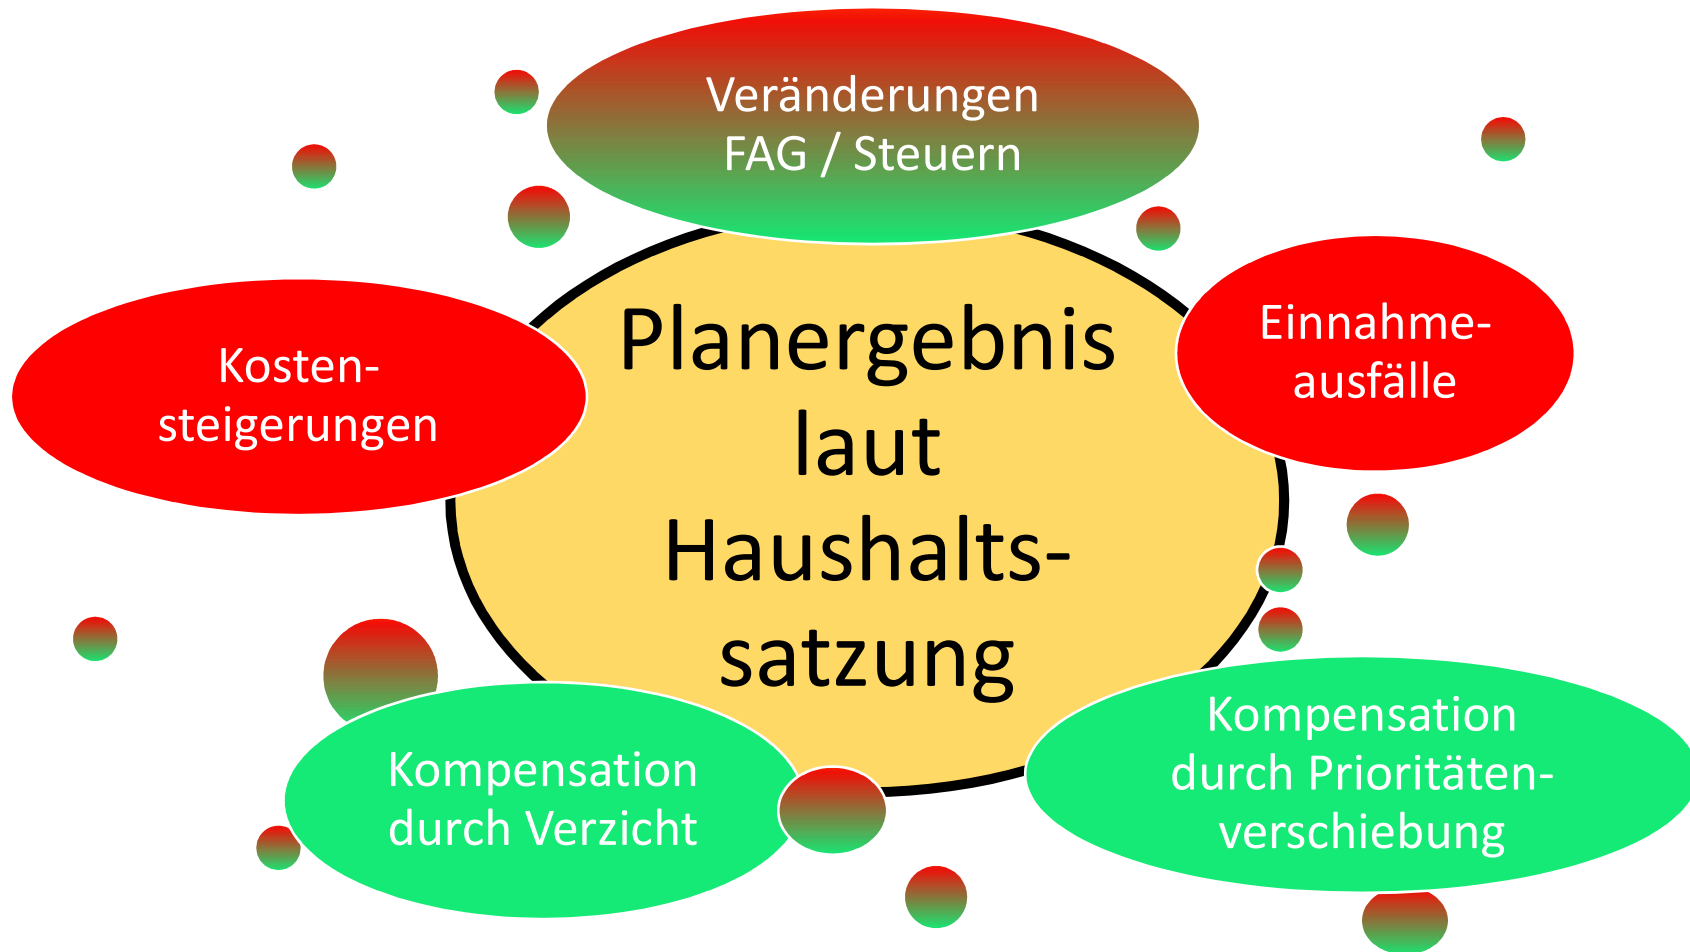 Veränderungen
FAG / Steuern
Kosten-
steigerungen
Planergebnis
laut
Haushalts-
satzung
Einnahme-
ausfälle
Kompensation
durch Verzicht
Kompensation
durch Prioritäten-
verschiebung